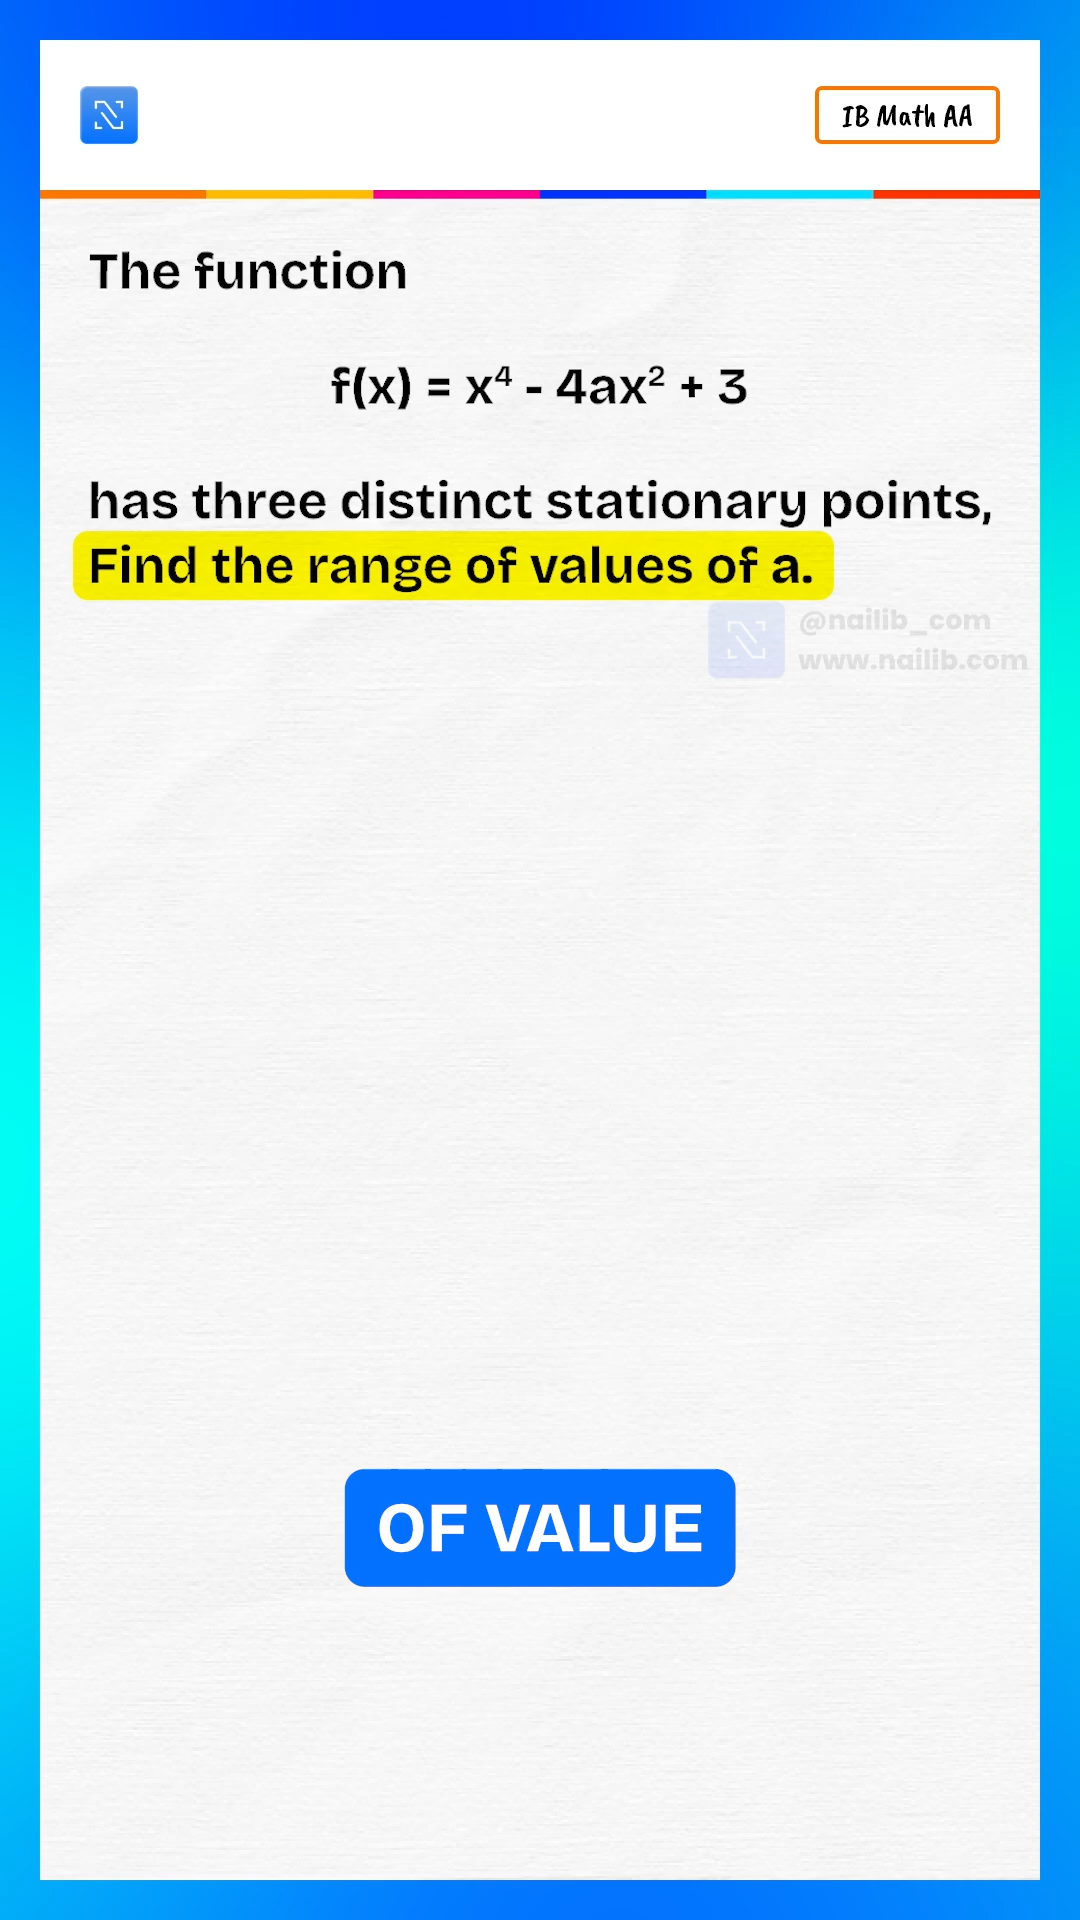 IB Math AA
The function
f(x) = x⁴ - 4ax² + 3
has three distinct stationary points,
Find the range of values of a.
@nailib_com
www.nailib.com
OF VALUE